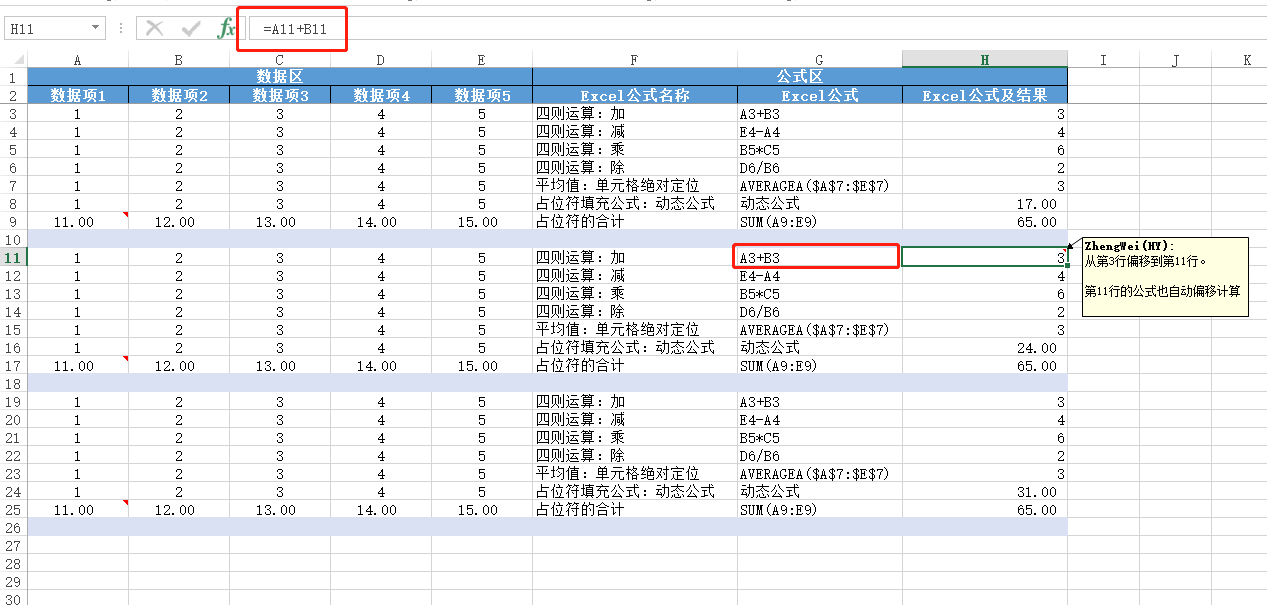 H11 fx =A11+B11
A B C D E F G H I J K
1 数据区 公式区
2 数据项1 数据项2 数据项3 数据项4 数据项5 Excel公式名称 Excel公式 Excel公式及结果
3 1 2 3 4 5 四则运算：加 A3+B3 3
4 1 2 3 4 5 四则运算：减 E4-A4 4
5 1 2 3 4 5 四则运算：乘 B5*C5 6
6 1 2 3 4 5 四则运算：除 D6/B6 2
7 1 2 3 4 5 平均值：单元格绝对定位 AVERAGEA($A$7:$E$7) 3
8 1 2 3 4 5 占位符填充公式：动态公式 动态公式 17.00
9 11.00 12.00 13.00 14.00 15.00 占位符的合计 SUM(A9:E9) 65.00
10
11 1 2 3 4 5 四则运算：加 A3+B3 3
ZhengWei(HY):
从第3行偏移到第11行。
第11行的公式也自动偏移计算
12 1 2 3 4 5 四则运算：减 E4-A4 4
13 1 2 3 4 5 四则运算：乘 B5*C5 6
14 1 2 3 4 5 四则运算：除 D6/B6 2
15 1 2 3 4 5 平均值：单元格绝对定位 AVERAGEA($A$7:$E$7) 3
16 1 2 3 4 5 占位符填充公式：动态公式 动态公式 24.00
17 11.00 12.00 13.00 14.00 15.00 占位符的合计 SUM(A9:E9) 65.00
18
19 1 2 3 4 5 四则运算：加 A3+B3 3
20 1 2 3 4 5 四则运算：减 E4-A4 4
21 1 2 3 4 5 四则运算：乘 B5*C5 6
22 1 2 3 4 5 四则运算：除 D6/B6 2
23 1 2 3 4 5 平均值：单元格绝对定位 AVERAGEA($A$7:$E$7) 3
24 1 2 3 4 5 占位符填充公式：动态公式 动态公式 31.00
25 11.00 12.00 13.00 14.00 15.00 占位符的合计 SUM(A9:E9) 65.00
26
27
28
29
30